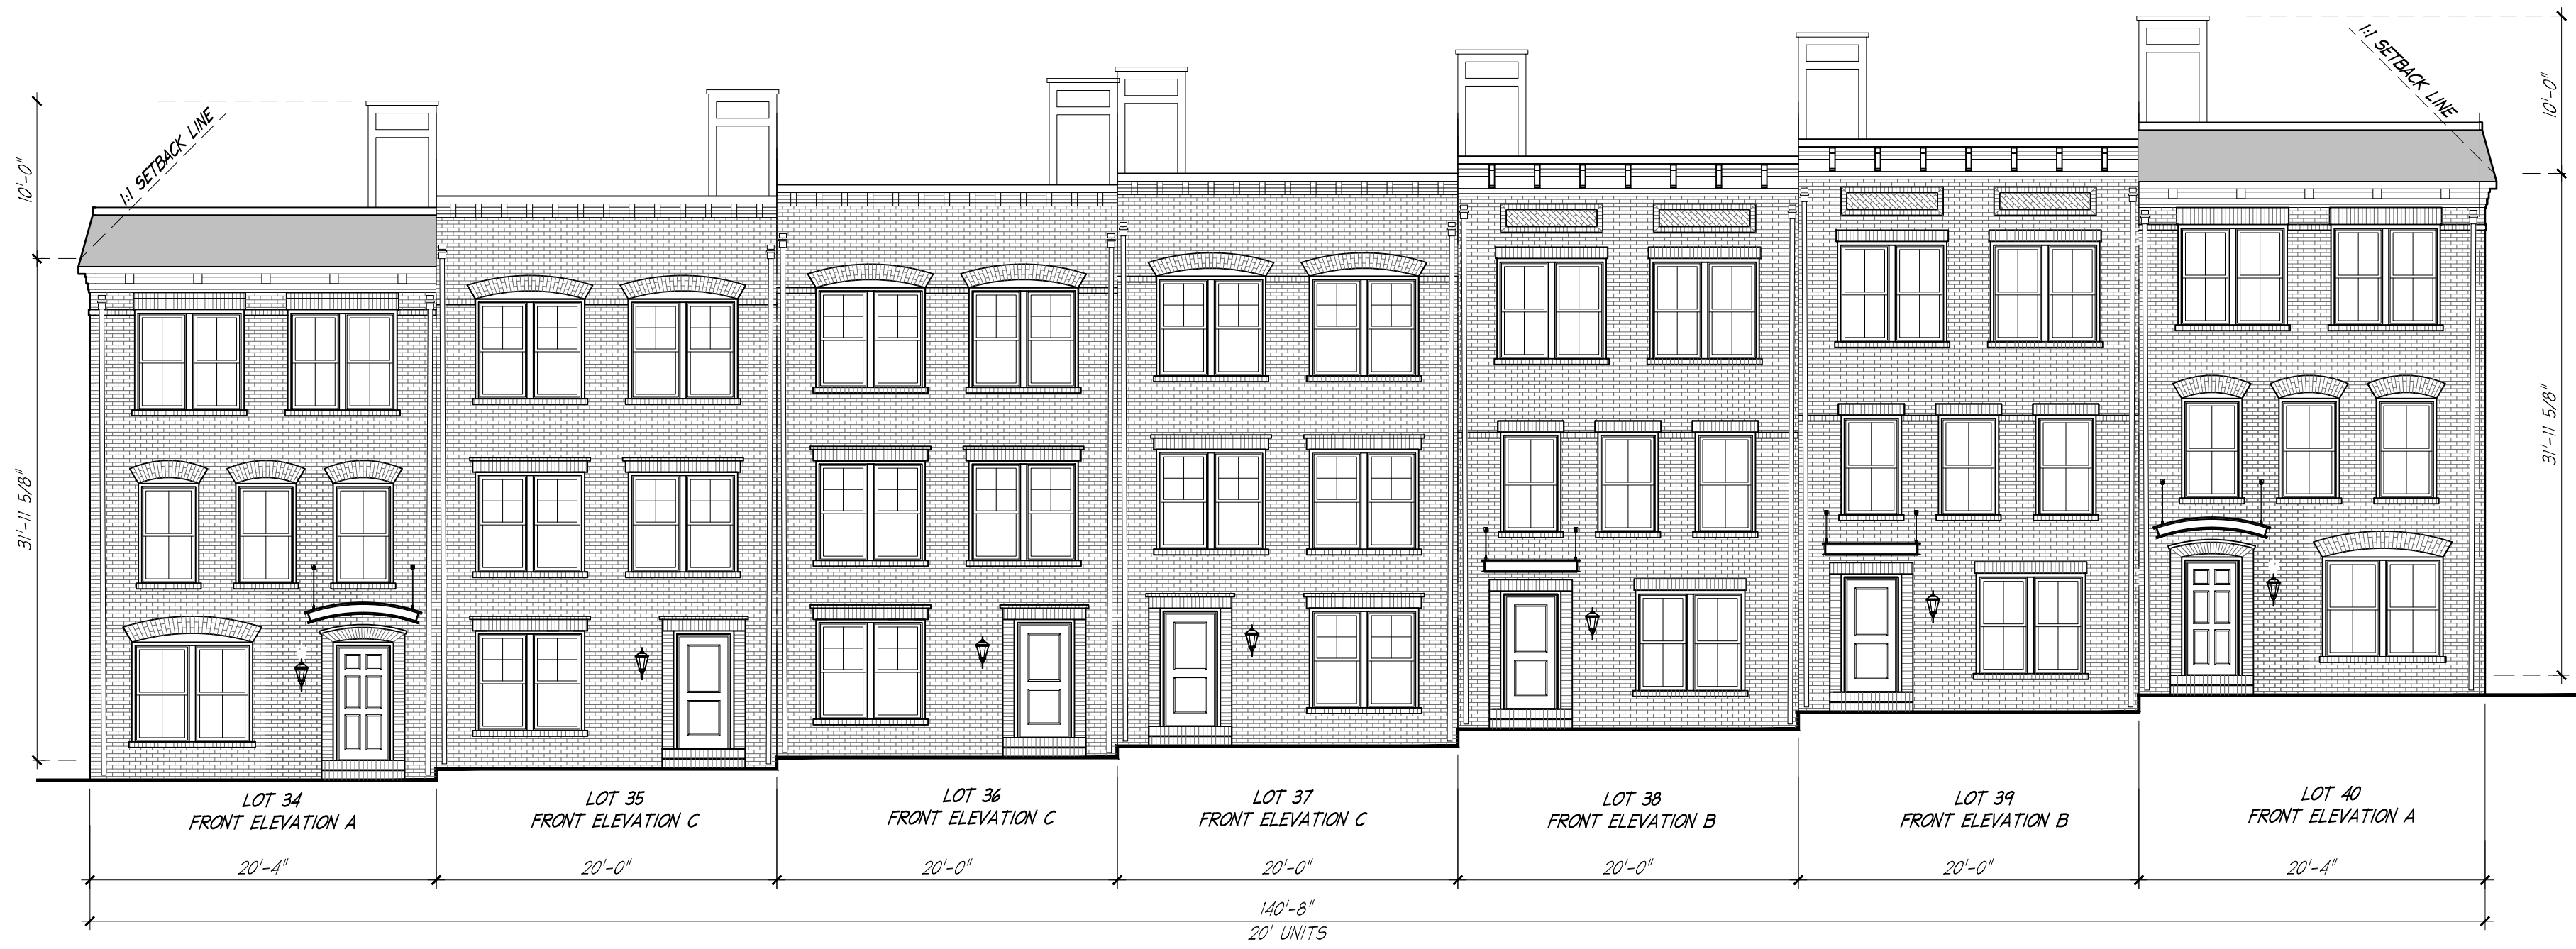 1:1 SETBACK LINE
1:1 SETBACK LINE
10'-0"
10'-0"
31'-11 5/8"
31'-11 5/8"
LOT 34
FRONT ELEVATION A
LOT 35
FRONT ELEVATION C
LOT 36
FRONT ELEVATION C
LOT 37
FRONT ELEVATION C
LOT 38
FRONT ELEVATION B
LOT 39
FRONT ELEVATION B
LOT 40
FRONT ELEVATION A
20'-4"
20'-0"
20'-0"
20'-0"
20'-0"
20'-0"
20'-4"
140'-8"
20' UNITS